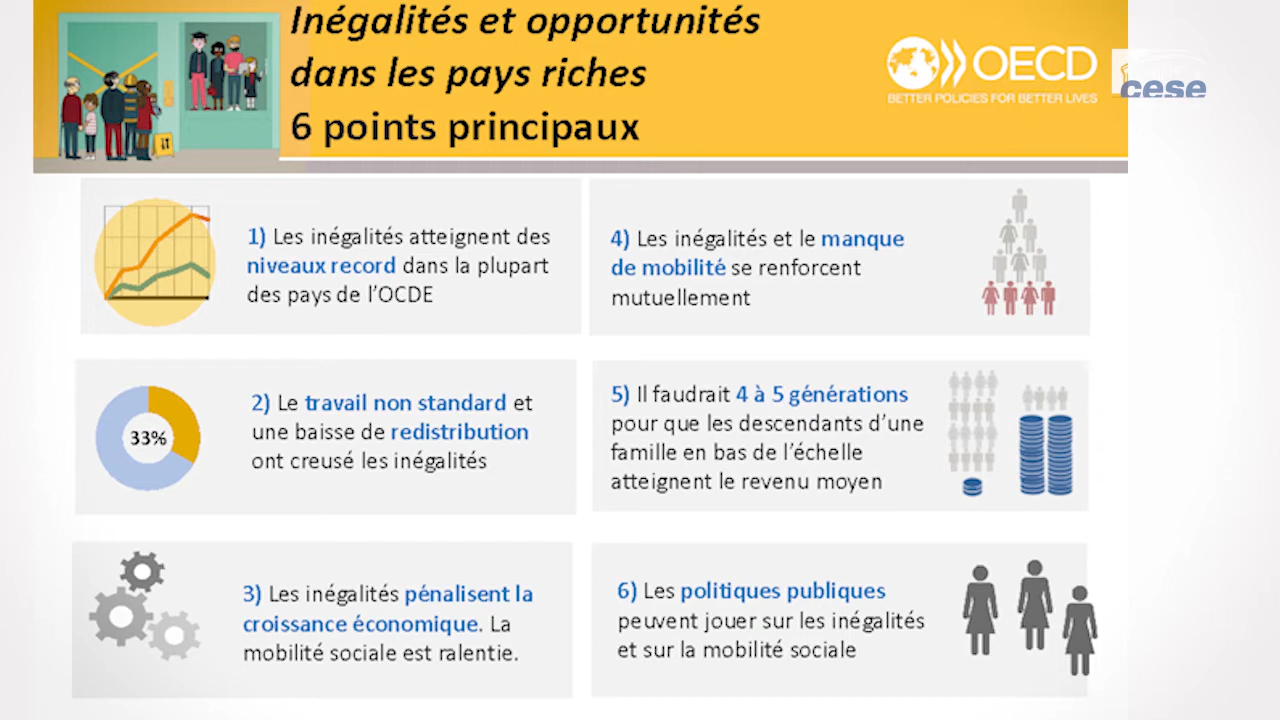 Inégalités et opportunités
dans les pays riches
6 points principaux
OECD
BETTER POLICIES FOR BETTER LIVES
cese
1) Les inégalités atteignent des
niveaux record dans la plupart
des pays de l'OCDE
33%
2) Le travail non standard et
une baisse de redistribution
ont creusé les inégalités
3) Les inégalités pénalisent la
croissance économique. La
mobilité sociale est ralentie.
4) Les inégalités et le manque
de mobilité se renforcent
mutuellement
5) Il faudrait 4 à 5 générations
pour que les descendants d'une
famille en bas de l'échelle
atteignent le revenu moyen
6) Les politiques publiques
peuvent jouer sur les inégalités
et sur la mobilité sociale